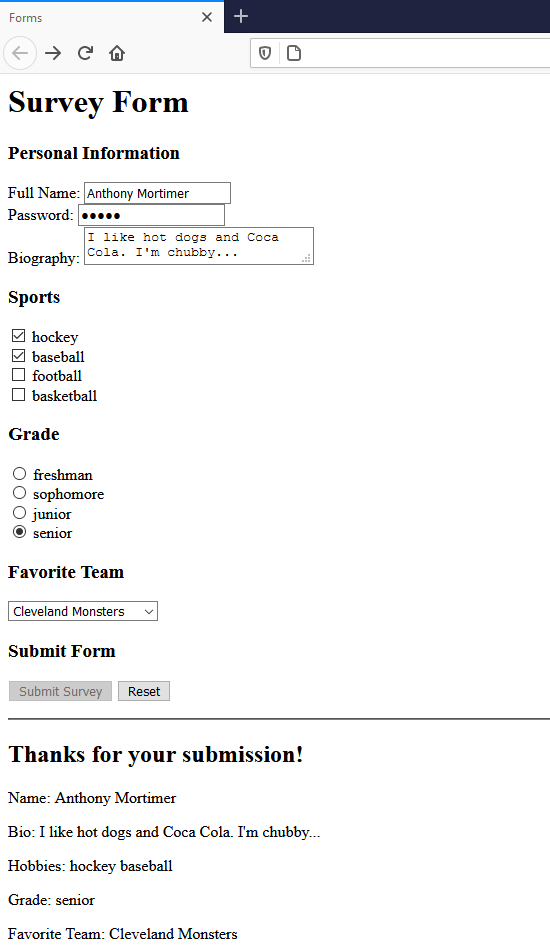 Forms
Survey Form
Personal Information
Full Name: Anthony Mortimer
Password: ●●●●●
Biography: I like hot dogs and Coca
Cola. I'm chubby...
Sports
hockey
baseball
football
basketball
Grade
freshman
sophomore
junior
senior
Favorite Team
Cleveland Monsters
Submit Form
Submit Survey Reset
Thanks for your submission!
Name: Anthony Mortimer
Bio: I like hot dogs and Coca Cola. I'm chubby...
Hobbies: hockey baseball
Grade: senior
Favorite Team: Cleveland Monsters